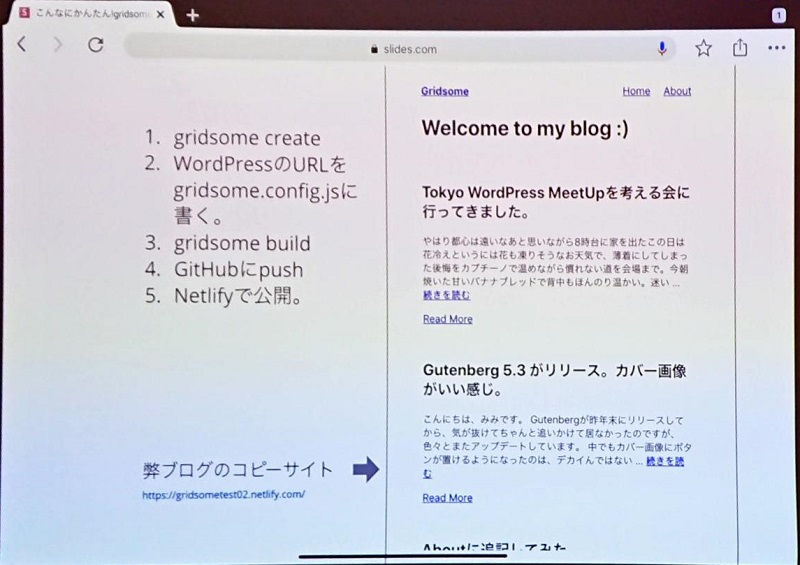 こんなにかんたん!gridsom
1
slides.com
1. gridsome create
2. WordPressのURLを
gridsome.config.jsに
書く。
3. gridsome build
4. GitHubにpush
5. Netlifyで公開。
弊ブログのコピーサイト
https://gridsometest02.netlify.com/
Gridsome Home About
Welcome to my blog :)
Tokyo WordPress MeetUpを考える会に
行ってきました。
やはり都心は遠いなあと思いながら8時台に家を出たこの日は
花冷えというには花も凍りそうなお天気で、薄着にしてしまっ
た後悔をカプチーノで温めながら慣れない道を会場まで。今朝
焼いた甘いバナナブレッドで背中もほんのり温かい。迷い ...
続きを読む
Read More
Gutenberg 5.3 がリリース。カバー画像
がいい感じ。
こんにちは、みみです。 Gutenbergが昨年末にリリースして
から、気が抜けてちゃんと追いかけて居なかったのですが、
色々とまたアップデートしています。 中でもカバー画像にボタ
ンが置けるようになったのは、デカイんではない ... 続きを読
む
Read More
Aboutに追記してみた